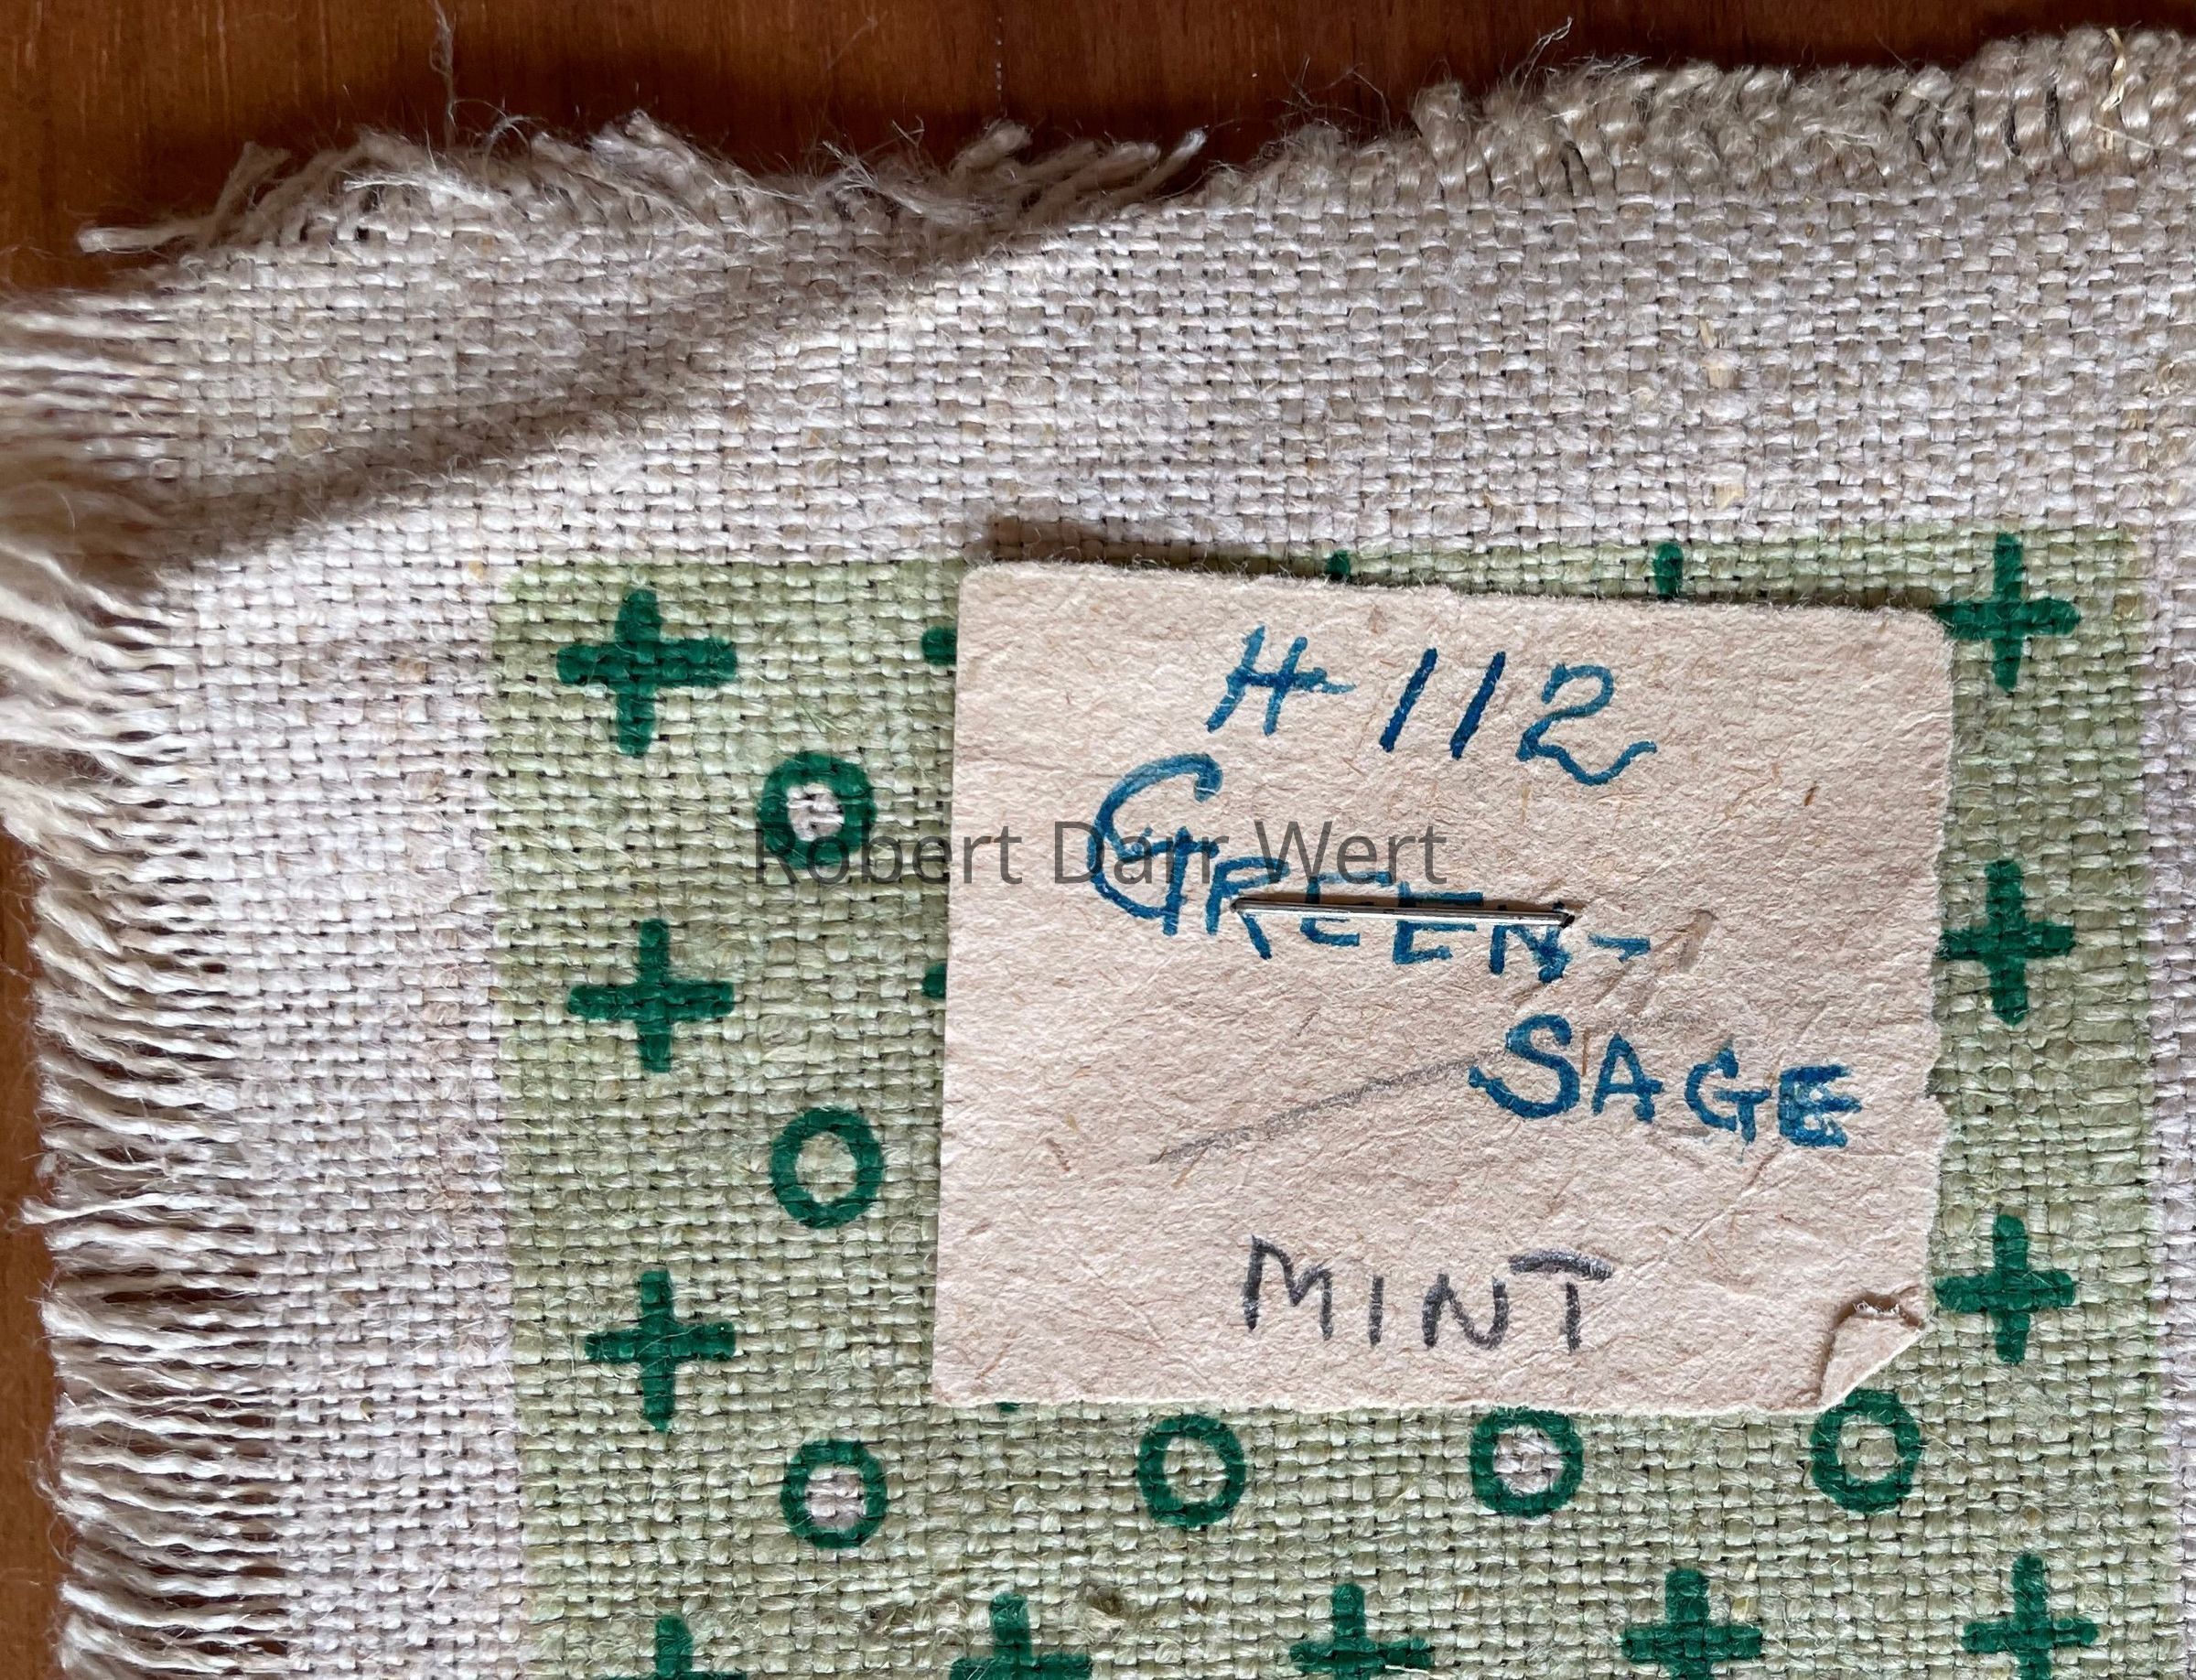 H-112
Robert Darr Wert
GREEN-
SAGE
MINT